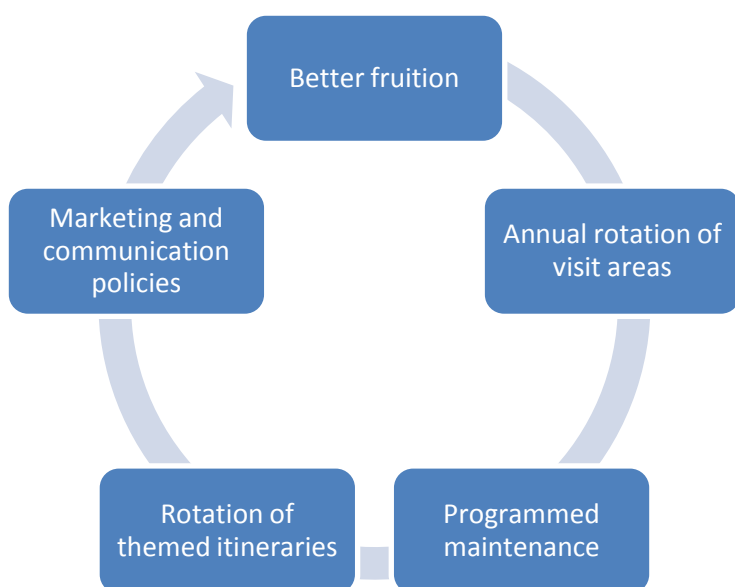 Better fruition
Annual rotation of
visit areas
Programmed
maintenance
Rotation of
themed itineraries
Marketing and
communication
policies